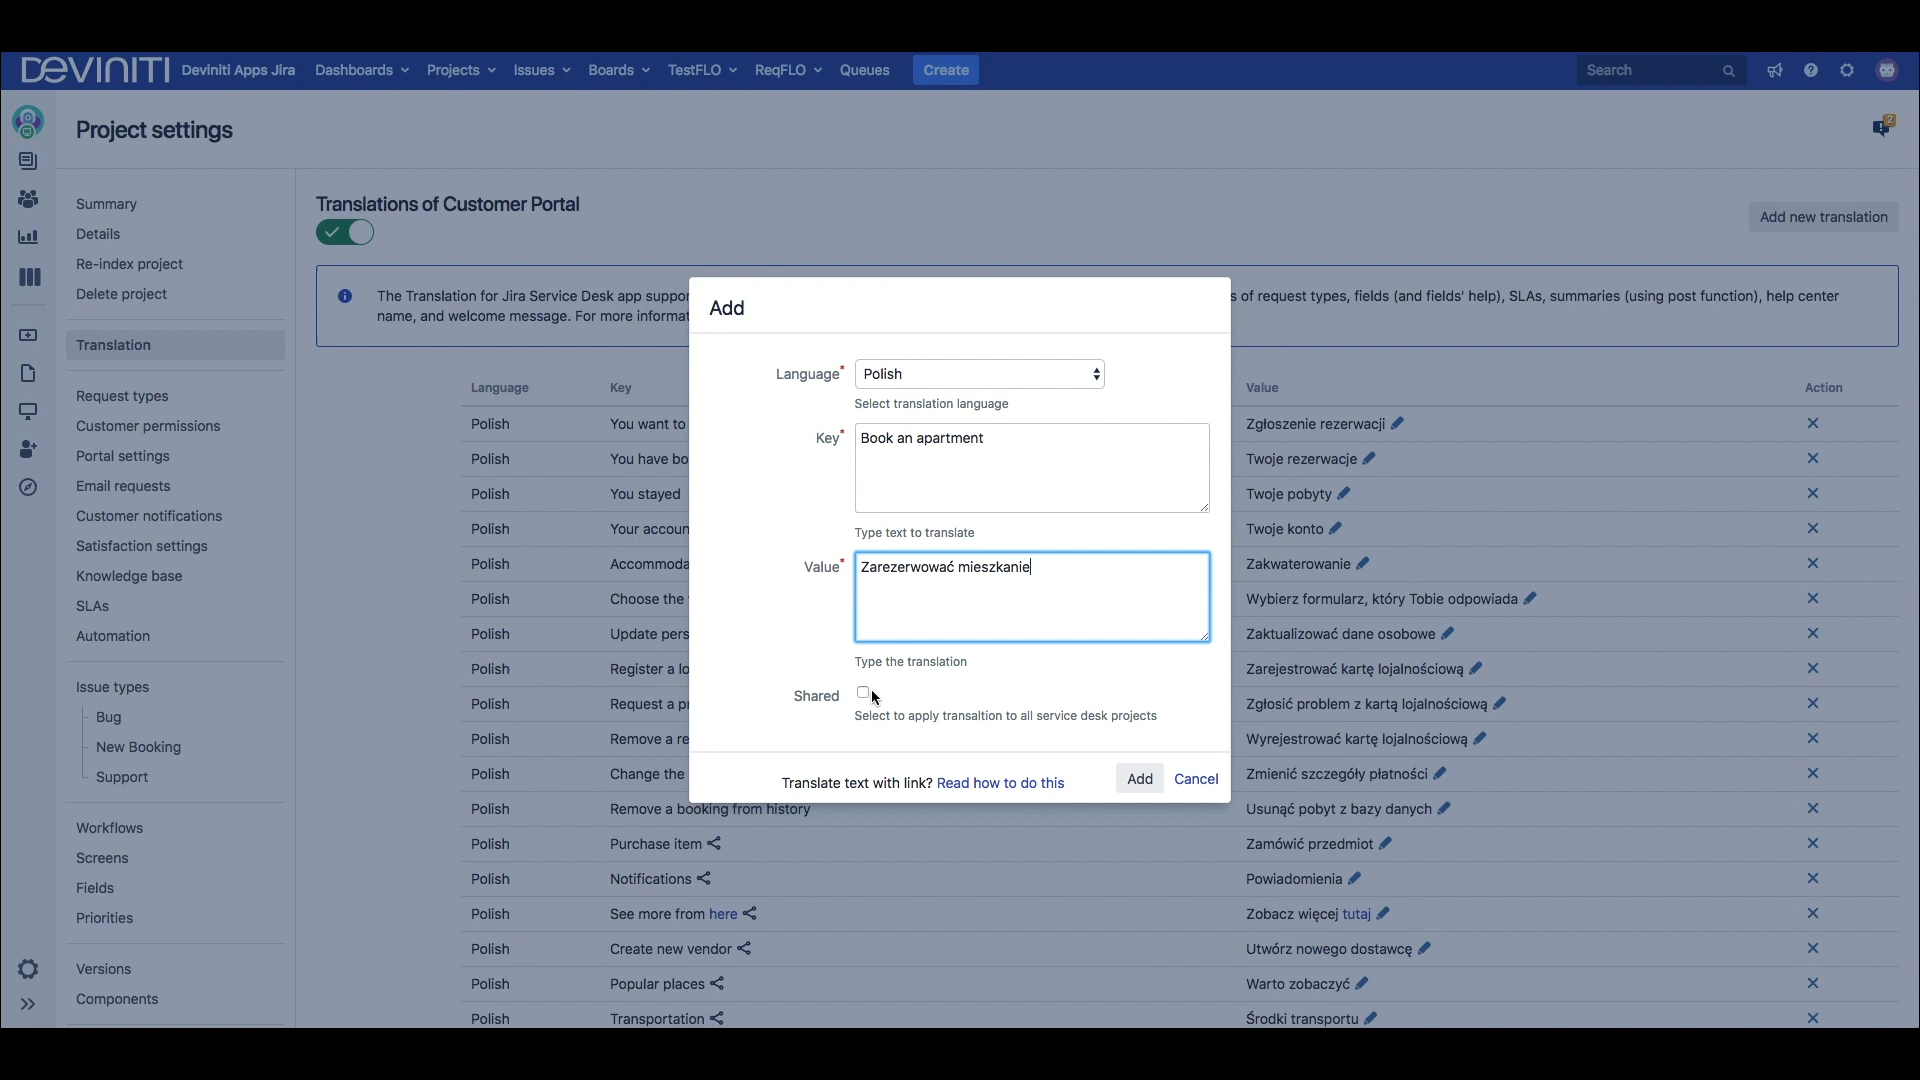 DEVINITI Deviniti Apps Jira Dashboards Projects Issues Boards TestFLO ReqFLO Queues Create Search
Project settings
2
Summary
Details
Re-index project
Delete project
Translation
Request types
Customer permissions
Portal settings
Email requests
Customer notifications
Satisfaction settings
Knowledge base
SLAs
Automation
Issue types
Bug
New Booking
Support
Workflows
Screens
Fields
Priorities
Versions
Components
Translations of Customer Portal
Add new translation
The Translation for Jira Service Desk app suppor s of request types, fields (and fields' help), SLAs, summaries (using post function), help center
name, and welcome message. For more informat
Language Key Value Action
Polish You want to Zgłoszenie rezerwacji
Polish You have bo Twoje rezerwacje
Polish You stayed Twoje pobyty
Polish Your accoun Twoje konto
Polish Accommoda Zakwaterowanie
Polish Choose the Wybierz formularz, który Tobie odpowiada
Polish Update pers Zaktualizować dane osobowe
Polish Register a lo Zarejestrować kartę lojalnościową
Polish Request a p Zgłosić problem z kartą lojalnościową
Polish Remove a re Wyrejestrować kartę lojalnościową
Polish Change the Zmienić szczegóły płatności
Polish Remove a booking from history Usunąć pobyt z bazy danych
Polish Purchase item Zamówić przedmiot
Polish Notifications Powiadomienia
Polish See more from here Zobacz więcej tutaj
Polish Create new vendor Utwórz nowego dostawcę
Polish Popular places Warto zobaczyć
Polish Transportation Środki transportu
Add
Language* Polish
Select translation language
Key* Book an apartment
Type text to translate
Value* Zarezerwować mieszkanie
Type the translation
Shared
Select to apply transaltion to all service desk projects
Translate text with link? Read how to do this
Add Cancel